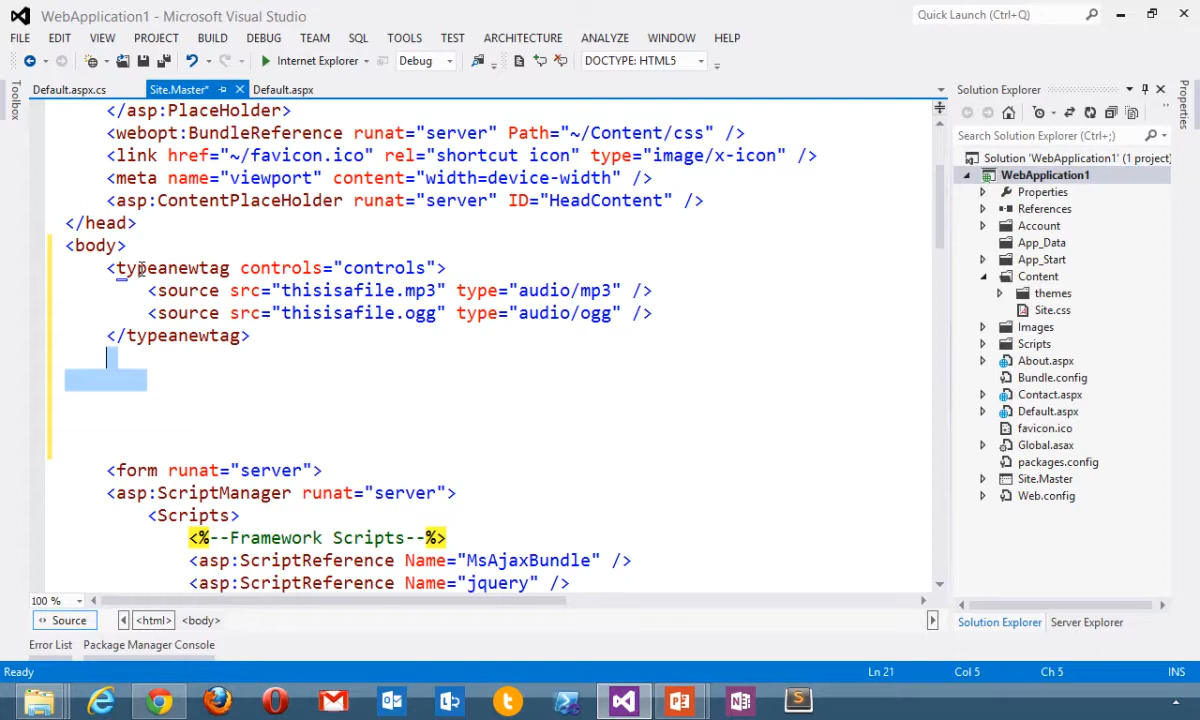 WebApplication1 - Microsoft Visual Studio
Quick Launch (Ctrl+Q)
FILE EDIT VIEW PROJECT BUILD DEBUG TEAM SQL TOOLS TEST ARCHITECTURE ANALYZE WINDOW HELP
Internet Explorer Debug DOCTYPE: HTML5
Toolbox
Default.aspx.cs Site.Master* Default.aspx
</asp:PlaceHolder>
<webopt:BundleReference runat="server" Path="~/Content/css" />
<link href="~/favicon.ico" rel="shortcut icon" type="image/x-icon" />
<meta name="viewport" content="width=device-width" />
<asp:ContentPlaceHolder runat="server" ID="HeadContent" />
</head>
<body>
<typeanewtag controls="controls">
<source src="thisisafile.mp3" type="audio/mp3" />
<source src="thisisafile.ogg" type="audio/ogg" />
</typeanewtag>
<form runat="server">
<asp:ScriptManager runat="server">
<Scripts>
<%--Framework Scripts--%>
<asp:ScriptReference Name="MsAjaxBundle" />
<asp:ScriptReference Name="jquery" />
100 %
Source <html> <body>
Error List Package Manager Console
Solution Explorer
Search Solution Explorer (Ctrl+;)
Solution 'WebApplication1' (1 project)
WebApplication1
Properties
References
Account
App_Data
App_Start
Content
themes
Site.css
Images
Scripts
About.aspx
Bundle.config
Contact.aspx
Default.aspx
favicon.ico
Global.asax
packages.config
Site.Master
Web.config
Solution Explorer Server Explorer
Properties
Ready Ln 21 Col 5 Ch 5 INS